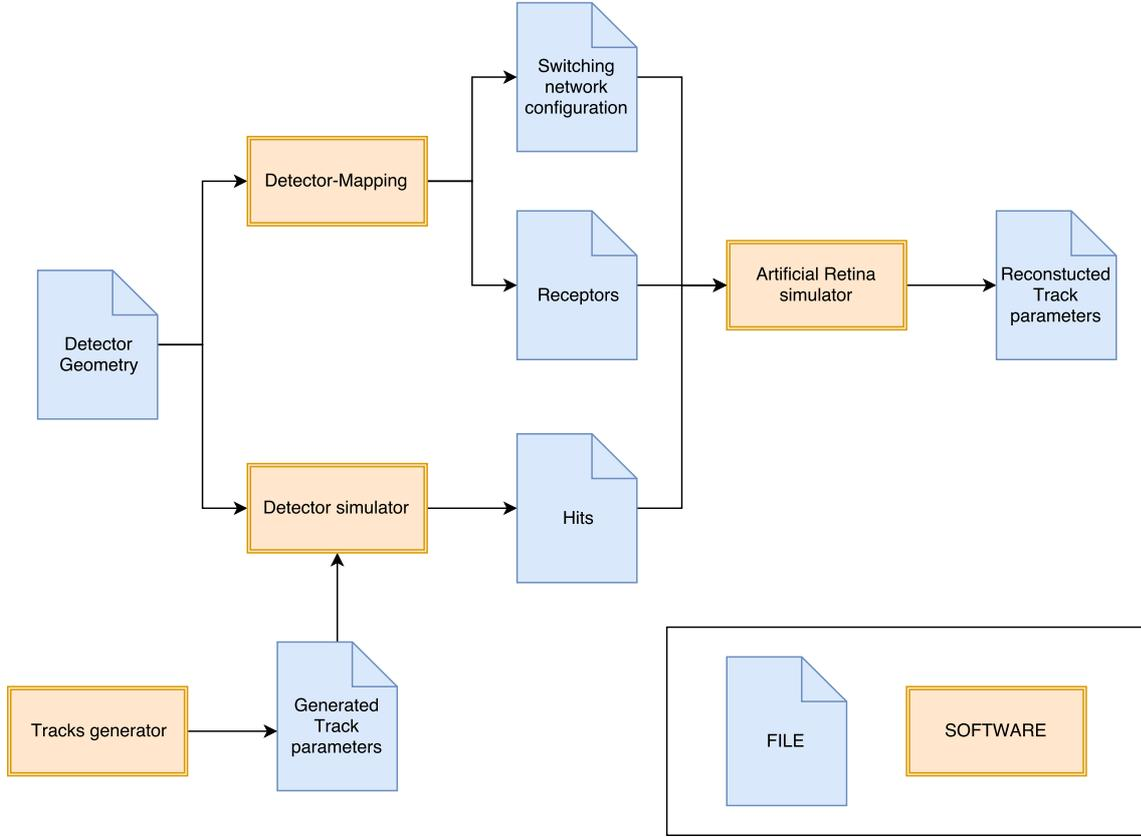 Switching
network
configuration
Detector-Mapping
Receptors
Artificial Retina
simulator
Reconstucted
Track
parameters
Detector
Geometry
Detector simulator
Hits
Tracks generator
Generated
Track
parameters
FILE
SOFTWARE